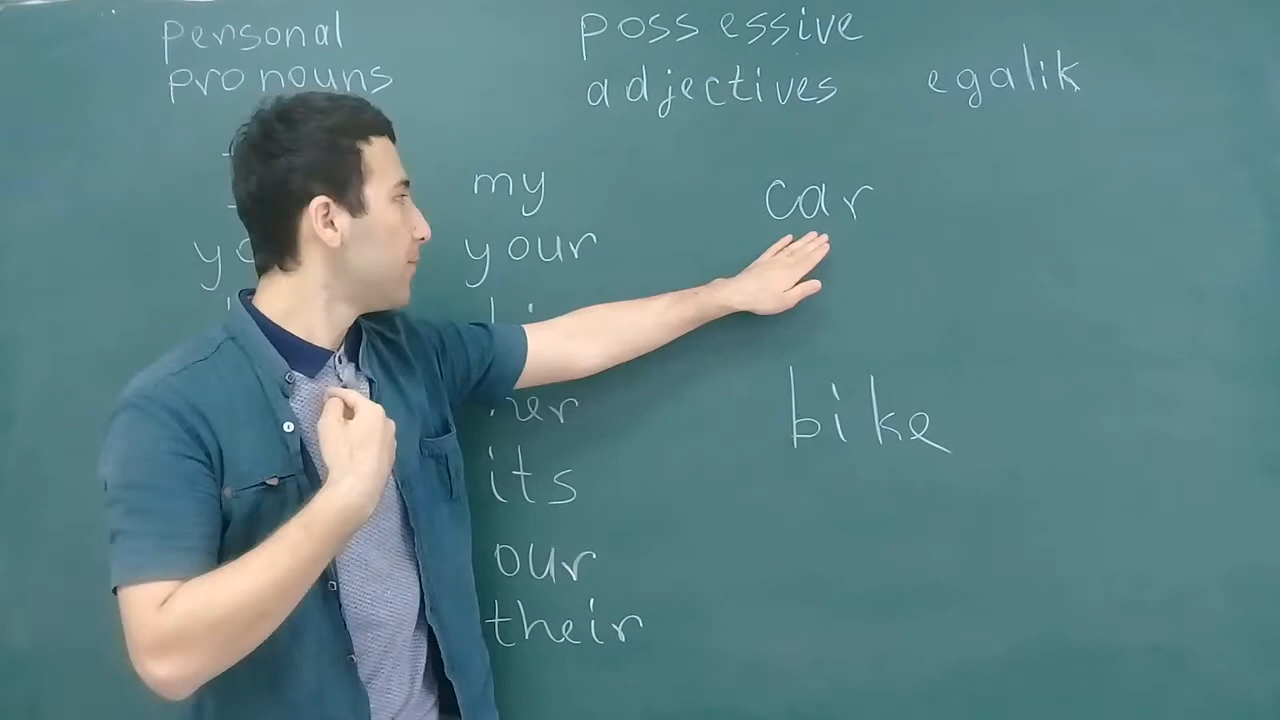 personal
pronouns
possessive
adjectives
egalik
my
your
its
our
their
car
bike